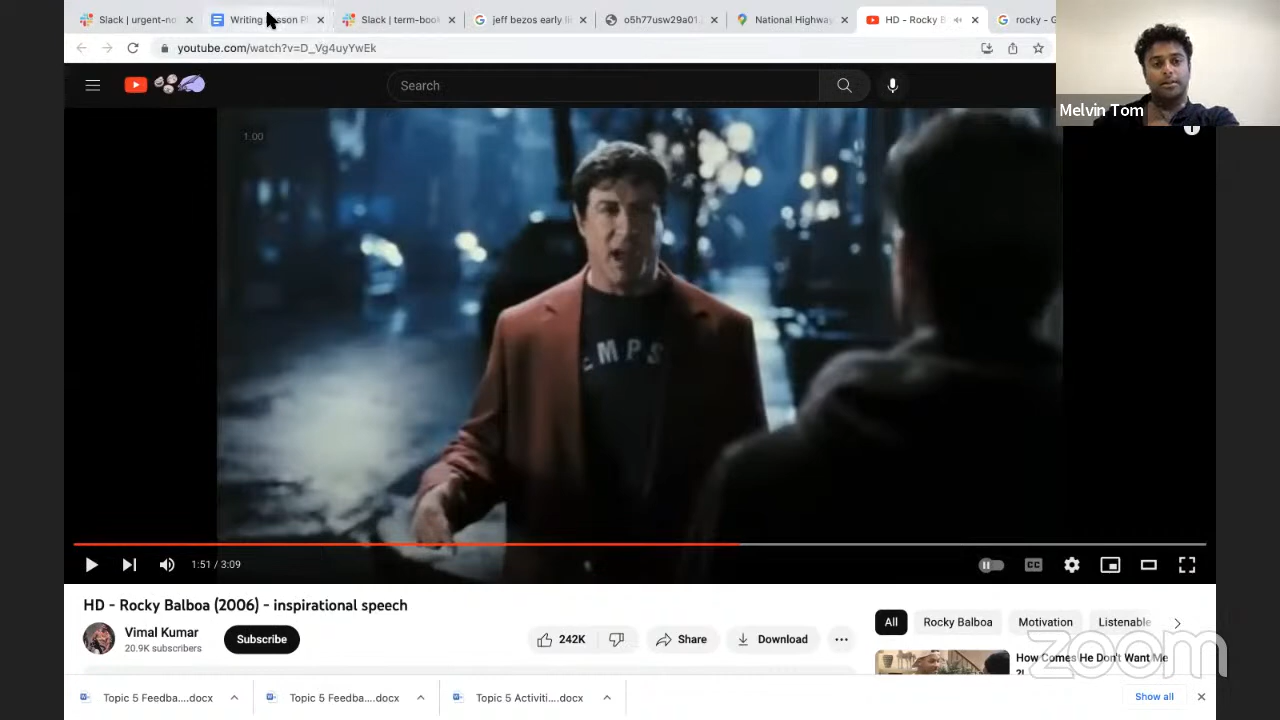 Slack | urgent-no
Writing Lesson Pl
Slack | term-book
jeff bezos early li
o5h77usw29a01.
National Highway
HD - Rocky B
rocky - G
youtube.com/watch?v=D_Vg4uyYwEk
Search
Melvin Tom
1.00
EMPS
1:51 / 3:09
CC
HD - Rocky Balboa (2006) - inspirational speech
Vimal Kumar
20.9K subscribers
Subscribe
242K
Share
Download
All
Rocky Balboa
Motivation
Listenable
How Comes He Don't Want Me
zoom
Topic 5 Feedba....docx
Topic 5 Feedba....docx
Topic 5 Activiti....docx
Show all